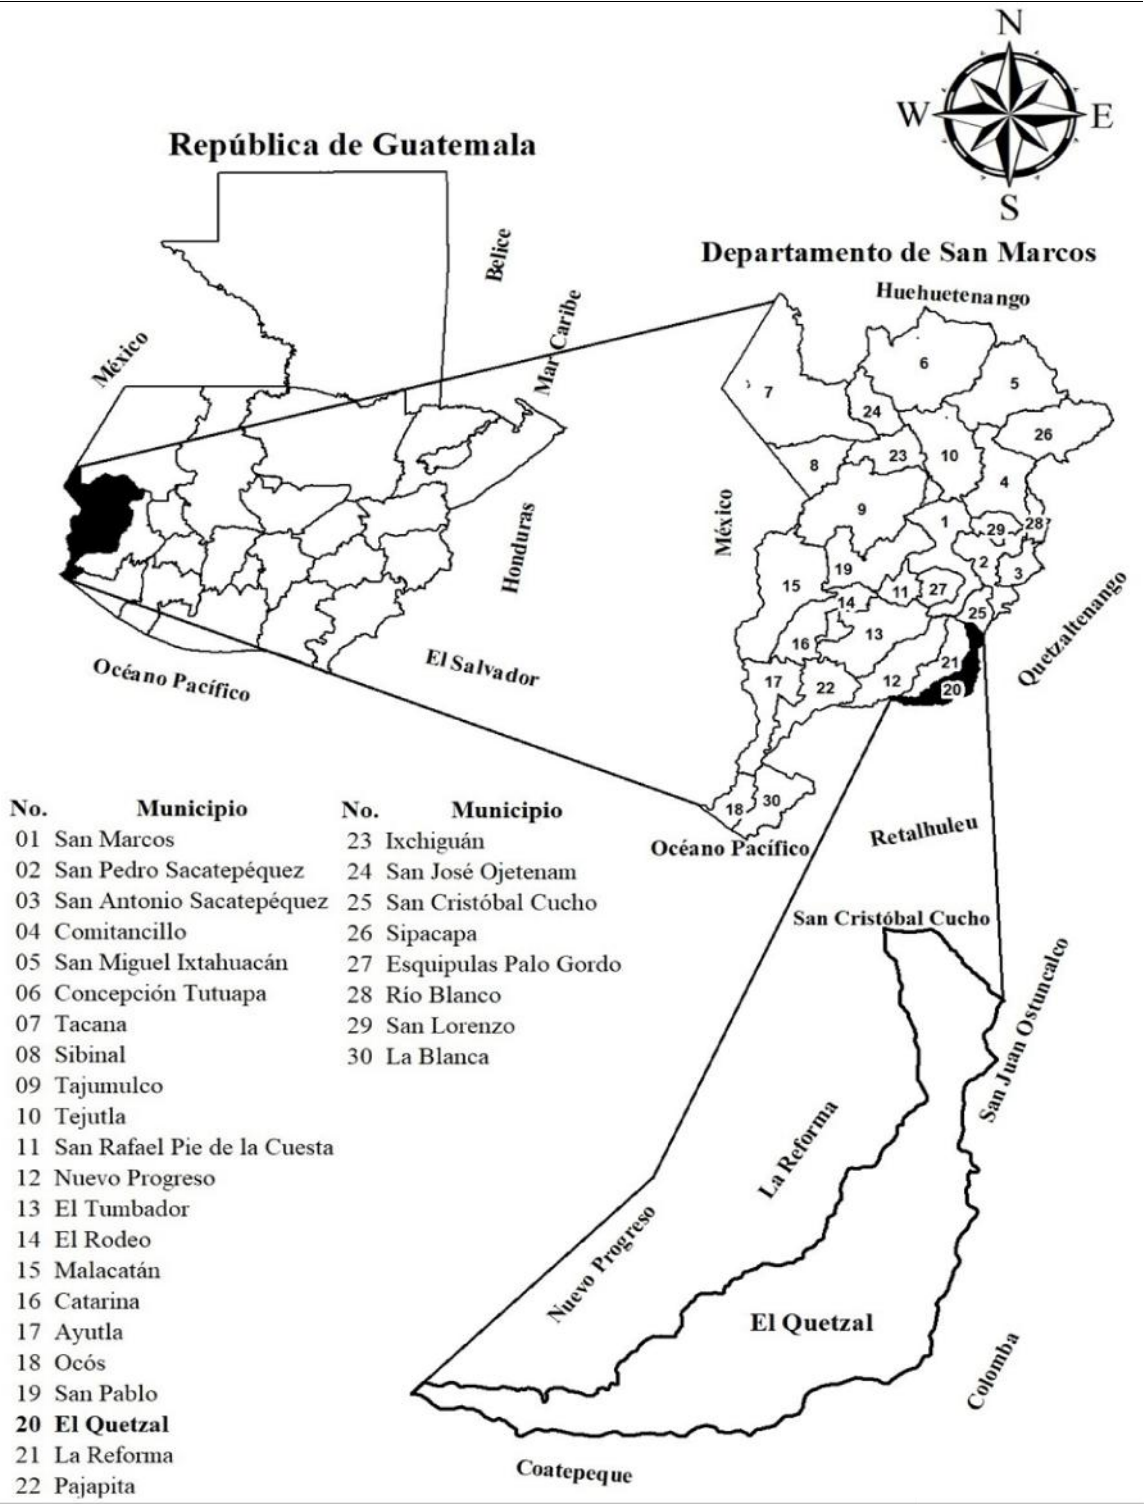 N
W E
S
República de Guatemala
Belice
Mar Caribe
México
Honduras
El Salvador
Océano Pacífico
Departamento de San Marcos
Huehuetenango
6
5
7
24
26
23
10
8
4
9
1
29
28
2
3
19
15
11
27
14
25
13
16
21
17
22
12
20
18
30
México
Quetzaltenango
Océano Pacífico
Retalhuleu
No. Municipio
01 San Marcos
02 San Pedro Sacatepéquez
03 San Antonio Sacatepéquez
04 Comitancillo
05 San Miguel Ixtahuacán
06 Concepción Tutuapa
07 Tacana
08 Sibinal
09 Tajumulco
10 Tejutla
11 San Rafael Pie de la Cuesta
12 Nuevo Progreso
13 El Tumbador
14 El Rodeo
15 Malacatán
16 Catarina
17 Ayutla
18 Ocós
19 San Pablo
20 El Quetzal
21 La Reforma
22 Pajapita
No. Municipio
23 Ixchiguán
24 San José Ojetenam
25 San Cristóbal Cucho
26 Sipacapa
27 Esquipulas Palo Gordo
28 Río Blanco
29 San Lorenzo
30 La Blanca
San Cristóbal Cucho
San Juan Ostuncalco
La Reforma
Nuevo Progreso
El Quetzal
Colomba
Coatepeque